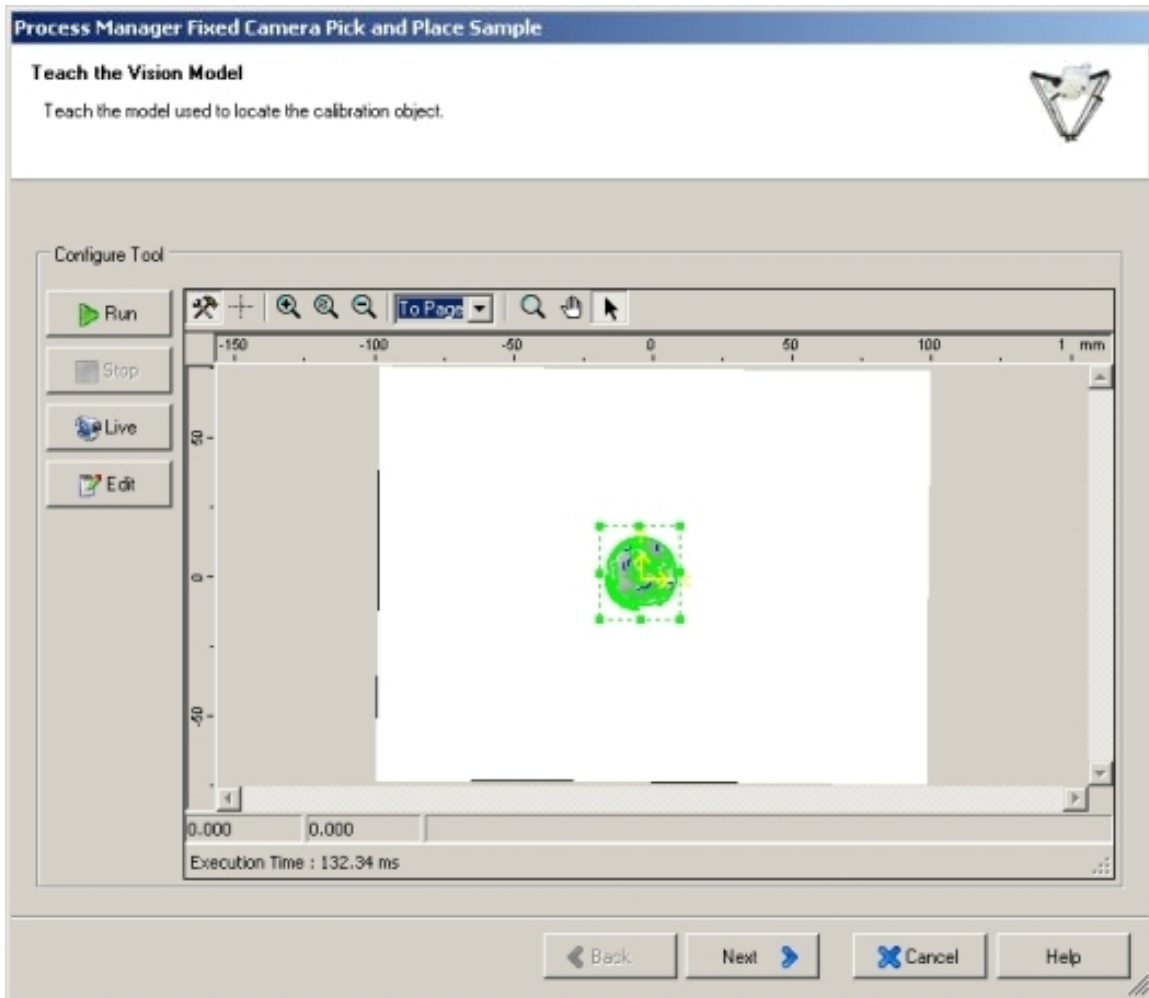 Process Manager Fixed Camera Pick and Place Sample
Teach the Vision Model
Teach the model used to locate the calibration object.
Configure Tool
Run
To Page
-150 -100 -50 0 50 100 1 mm
Stop
Live
50
Edit
0
-50
0.000 0.000
Execution Time : 132.34 ms
Back Next Cancel Help